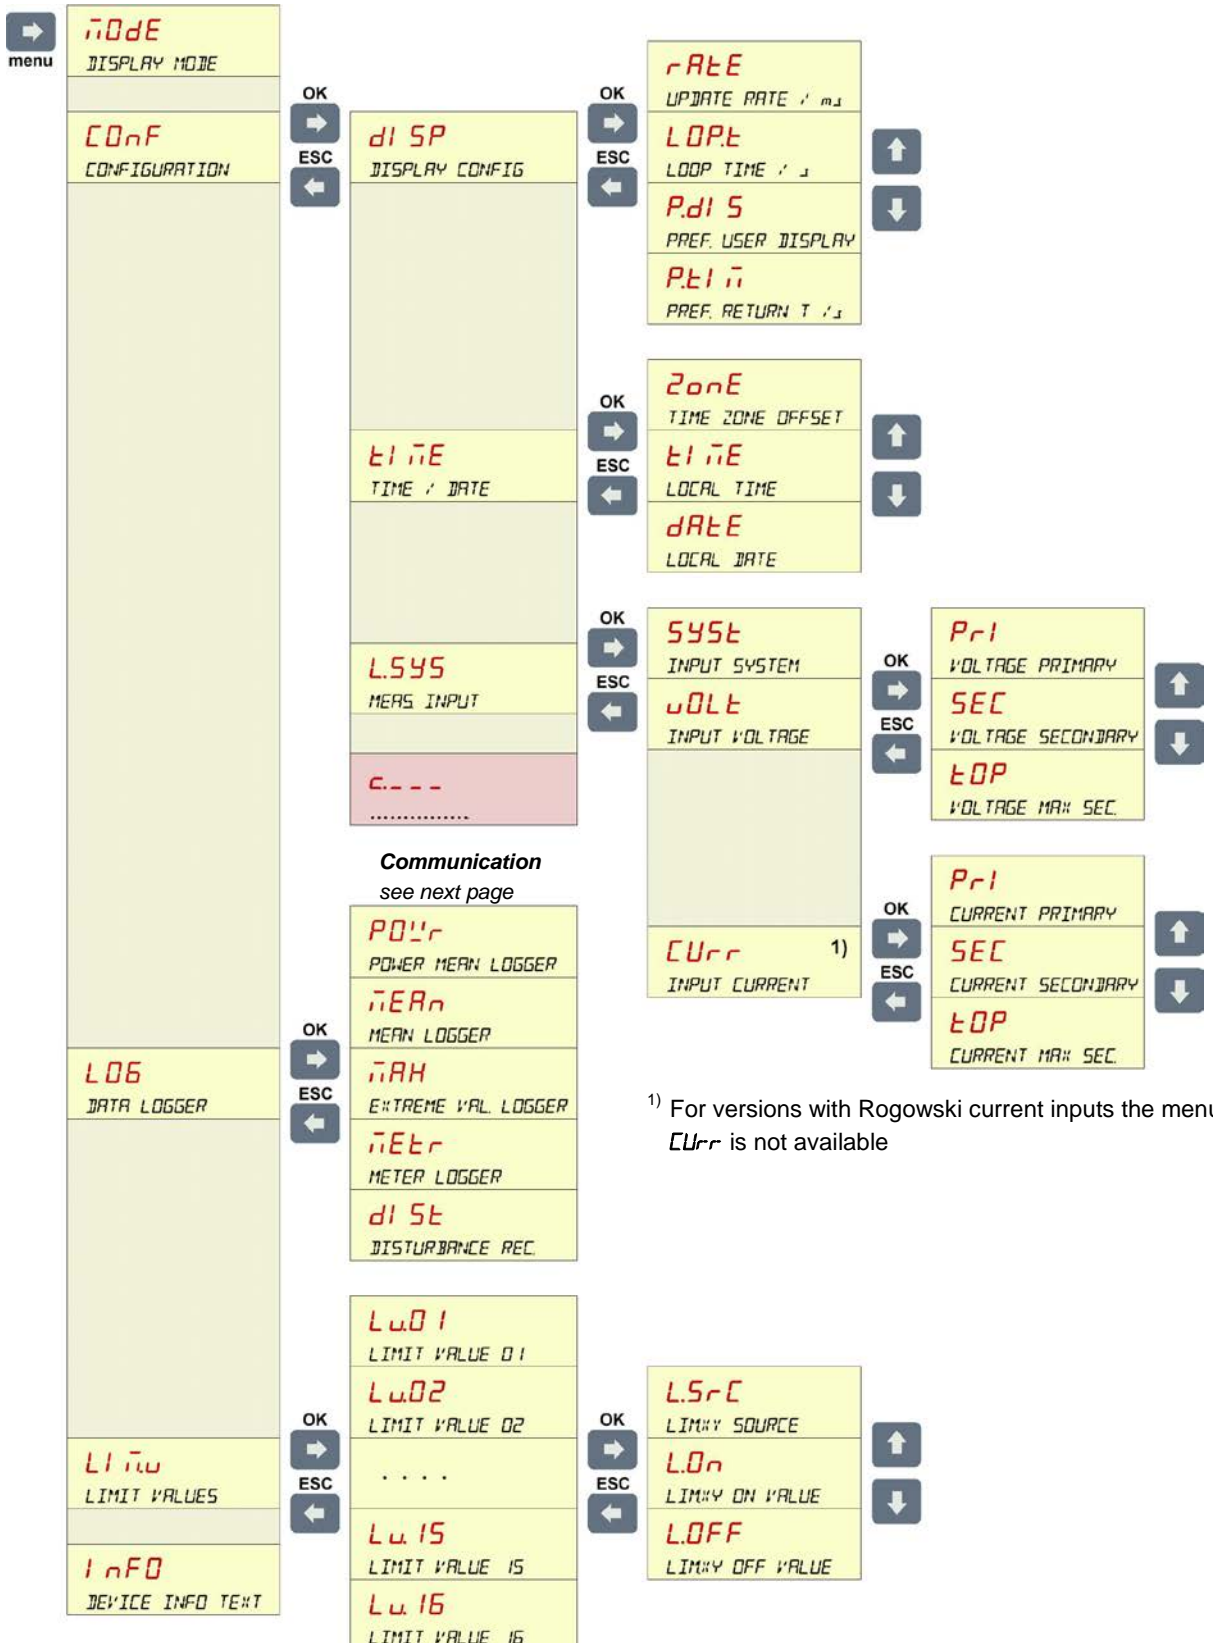 menu
MODE
DISPLAY MODE
CONF
CONFIGURATION
OK
ESC
DISP
DISPLAY CONFIG
OK
ESC
RATE
UPDATE RATE / ms
LOP.t
LOOP TIME / s
P.dIS
PREF. USER DISPLAY
P.tIM
PREF. RETURN T /s
tIME
TIME / DATE
OK
ESC
ZonE
TIME ZONE OFFSET
tIME
LOCAL TIME
dAtE
LOCAL DATE
L.SYS
MEAS. INPUT
OK
ESC
SYSt
INPUT SYSTEM
uOLt
INPUT VOLTAGE
OK
ESC
PrI
VOLTAGE PRIMARY
SEC
VOLTAGE SECONDARY
tOP
VOLTAGE MAX SEC.
c._ _ _
...............
Communication
see next page
CUrr 1)
INPUT CURRENT
OK
ESC
PrI
CURRENT PRIMARY
SEC
CURRENT SECONDARY
tOP
CURRENT MAX SEC.
1) For versions with Rogowski current inputs the menu
CUrr is not available
LOG
DATA LOGGER
OK
ESC
POWr
POWER MEAN LOGGER
MEAn
MEAN LOGGER
MAX
EXTREME VAL. LOGGER
MEtr
METER LOGGER
dISt
DISTURBANCE REC.
LIM.u
LIMIT VALUES
OK
ESC
Lu.01
LIMIT VALUE 01
Lu.02
LIMIT VALUE 02
. . . .
Lu.15
LIMIT VALUE 15
Lu.16
LIMIT VALUE 16
OK
ESC
L.SrC
LIMXY SOURCE
L.On
LIMXY ON VALUE
L.OFF
LIMXY OFF VALUE
InFO
DEVICE INFO TEXT